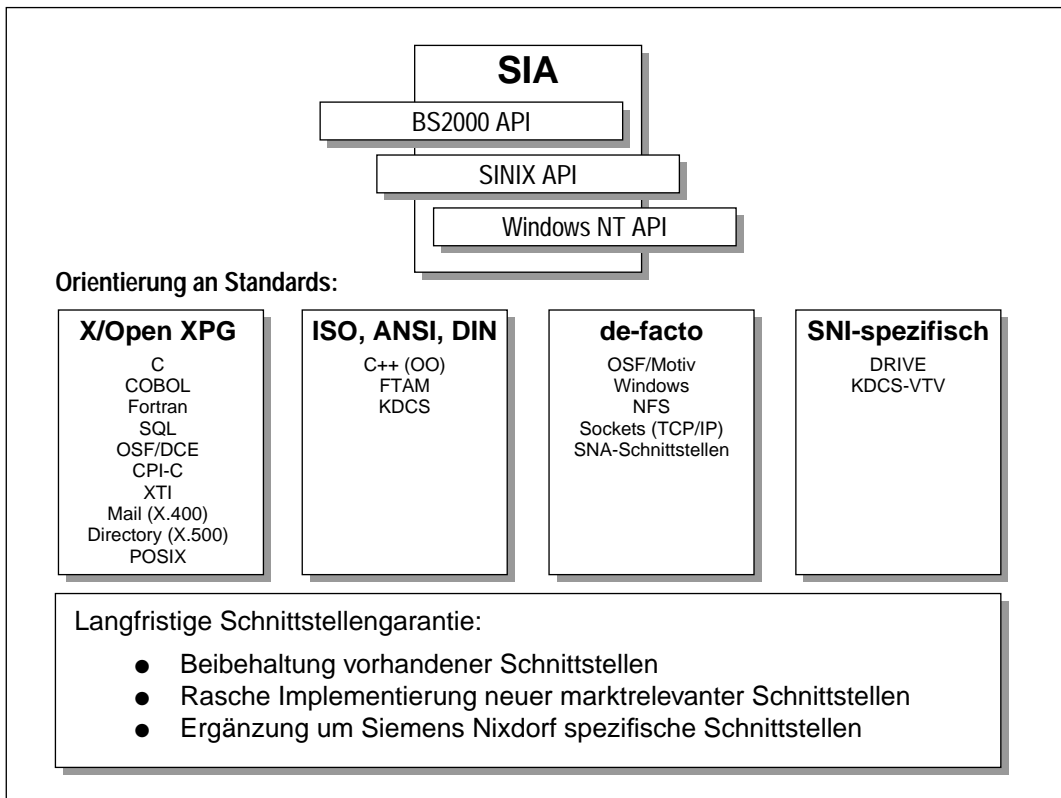 SIA
BS2000 API
SINIX API
Windows NT API
Orientierung an Standards:
X/Open XPG
C
COBOL
Fortran
SQL
OSF/DCE
CPI-C
XTI
Mail (X.400)
Directory (X.500)
POSIX
ISO, ANSI, DIN
C++ (OO)
FTAM
KDCS
de-facto
OSF/Motiv
Windows
NFS
Sockets (TCP/IP)
SNA-Schnittstellen
SNI-spezifisch
DRIVE
KDCS-VTV
Langfristige Schnittstellengarantie:
● Beibehaltung vorhandener Schnittstellen
● Rasche Implementierung neuer marktrelevanter Schnittstellen
● Ergänzung um Siemens Nixdorf spezifische Schnittstellen